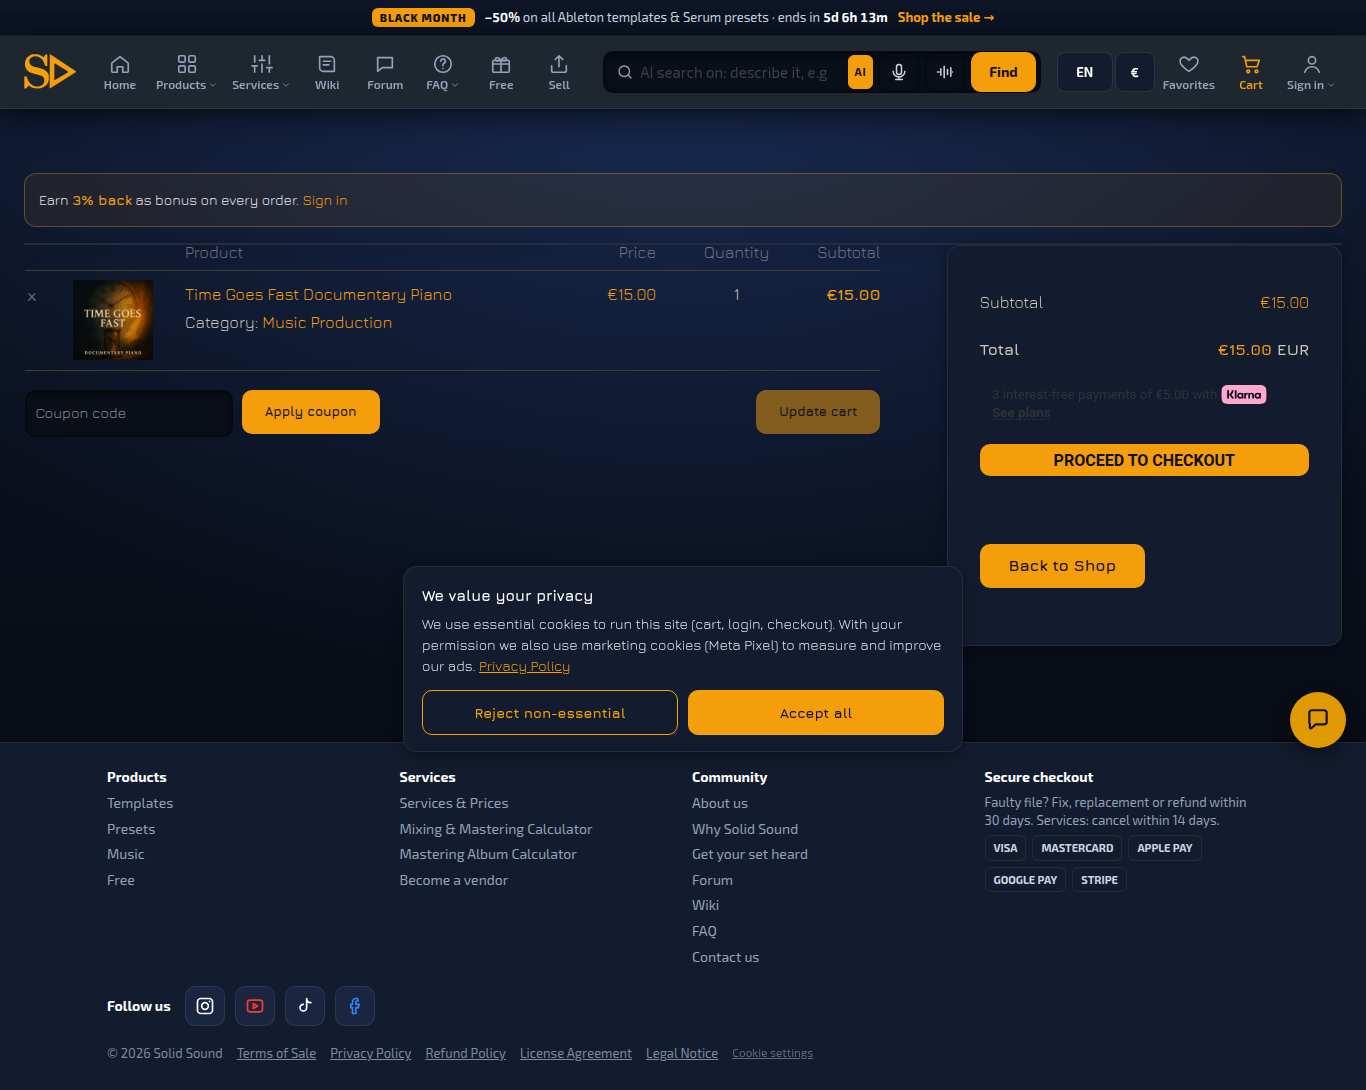 BLACK MONTH −50% on all Ableton templates & Serum presets · ends in 5d 6h 13m Shop the sale →
SD
Home Products Services Wiki Forum FAQ Free Sell
AI search on: describe it, e.g AI Find
EN € Favorites Cart Sign in
Earn 3% back as bonus on every order. Sign in
Product Price Quantity Subtotal
× Time Goes Fast Documentary Piano €15.00 1 €15.00
TIME GOES
FAST
DOCUMENTARY PIANO
Category: Music Production
Coupon code Apply coupon Update cart
Subtotal €15.00
Total €15.00 EUR
3 interest-free payments of €5.00 with Klarna
See plans
PROCEED TO CHECKOUT
Back to Shop
We value your privacy
We use essential cookies to run this site (cart, login, checkout). With your
permission we also use marketing cookies (Meta Pixel) to measure and improve
our ads. Privacy Policy
Reject non-essential Accept all
Products
Templates
Presets
Music
Free
Services
Services & Prices
Mixing & Mastering Calculator
Mastering Album Calculator
Become a vendor
Community
About us
Why Solid Sound
Get your set heard
Forum
Wiki
FAQ
Contact us
Secure checkout
Faulty file? Fix, replacement or refund within
30 days. Services: cancel within 14 days.
VISA MASTERCARD APPLE PAY
GOOGLE PAY STRIPE
Follow us
© 2026 Solid Sound Terms of Sale Privacy Policy Refund Policy License Agreement Legal Notice Cookie settings